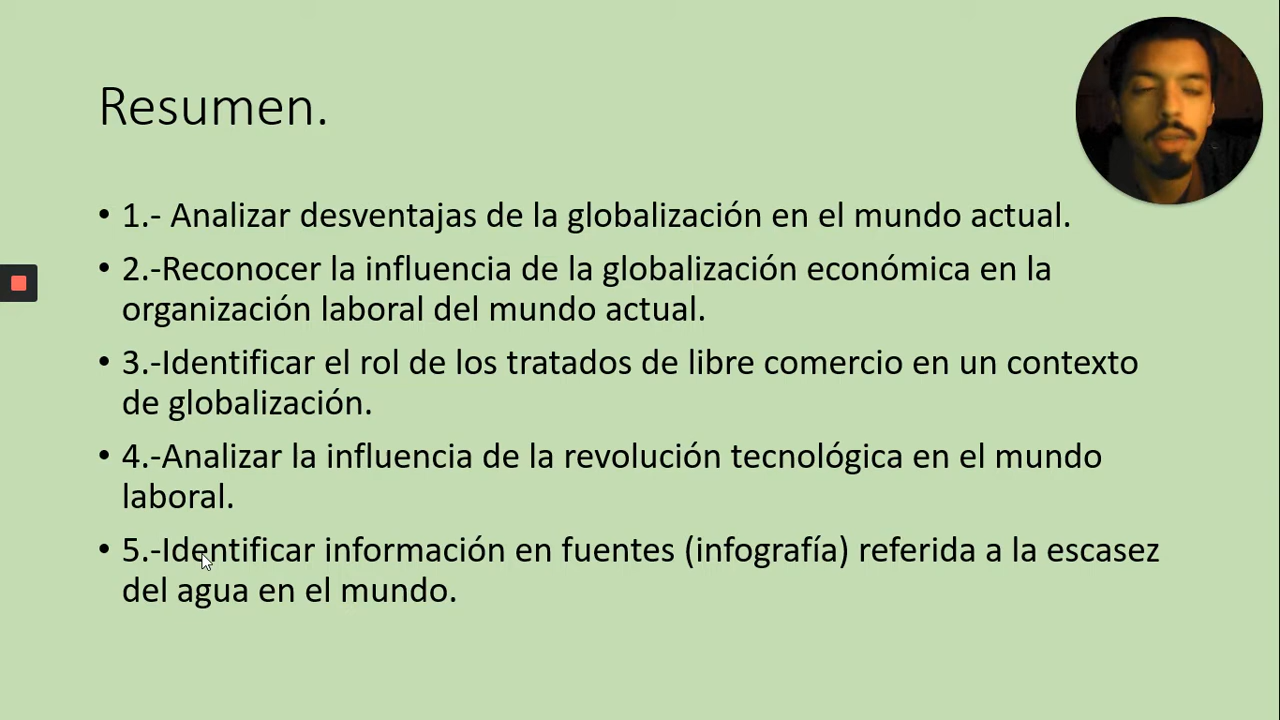 Resumen.
• 1.- Analizar desventajas de la globalización en el mundo actual.
• 2.-Reconocer la influencia de la globalización económica en la
organización laboral del mundo actual.
• 3.-Identificar el rol de los tratados de libre comercio en un contexto
de globalización.
• 4.-Analizar la influencia de la revolución tecnológica en el mundo
laboral.
• 5.-Identificar información en fuentes (infografía) referida a la escasez
del agua en el mundo.